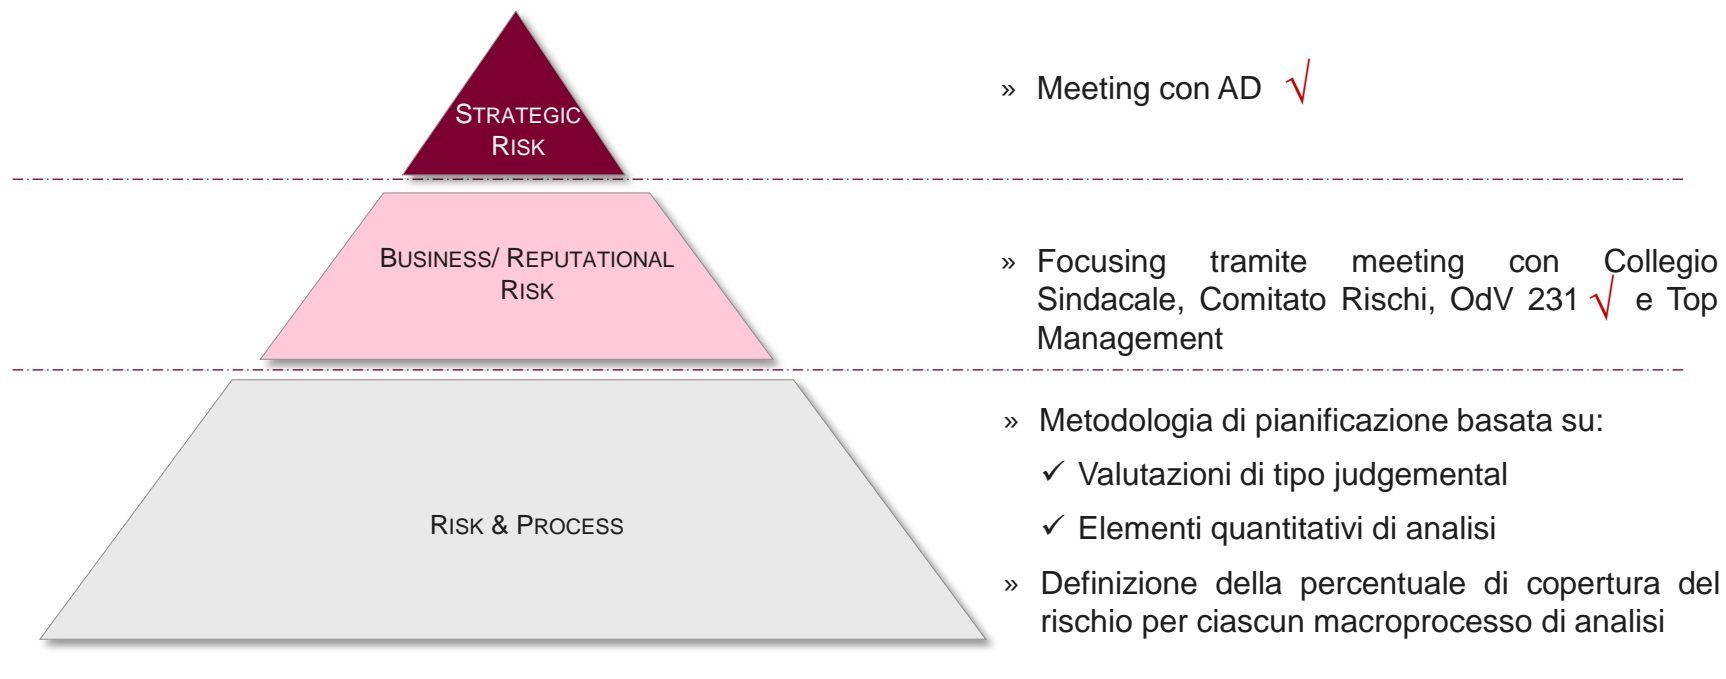 STRATEGIC
RISK
» Meeting con AD √
BUSINESS/ REPUTATIONAL
RISK
» Focusing tramite meeting con Collegio
Sindacale, Comitato Rischi, OdV 231 √ e Top
Management
RISK & PROCESS
» Metodologia di pianificazione basata su:
✓ Valutazioni di tipo judgemental
✓ Elementi quantitativi di analisi
» Definizione della percentuale di copertura del
rischio per ciascun macroprocesso di analisi